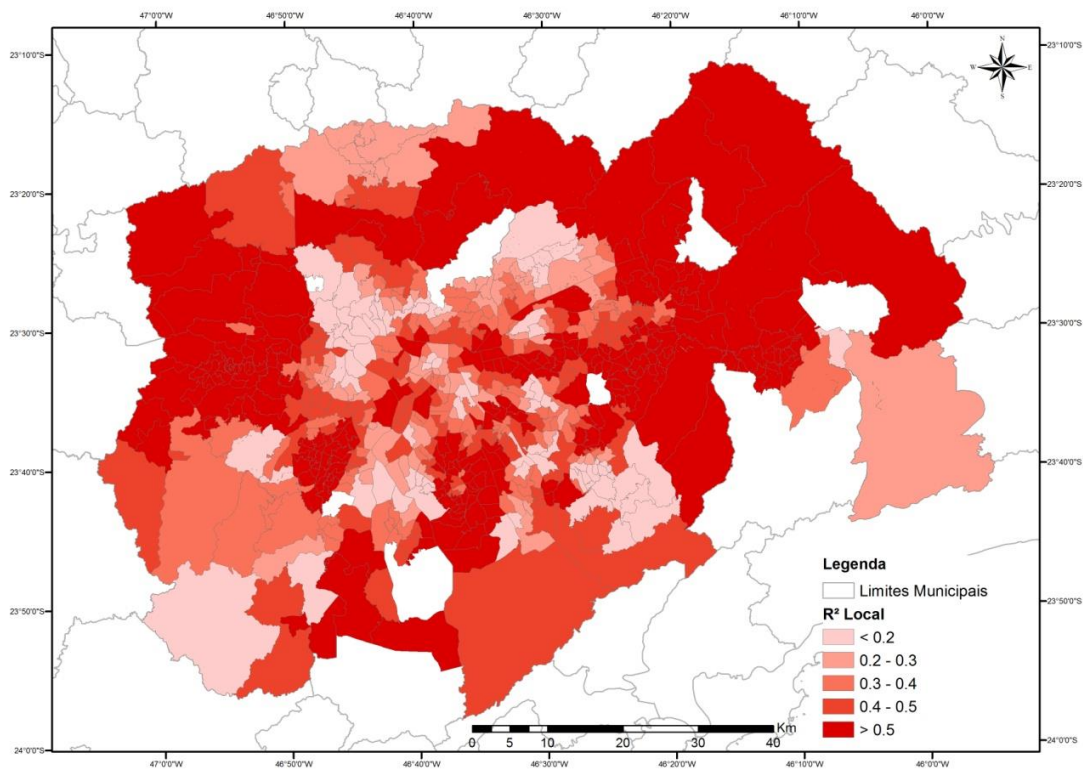 47°0'0"W 46°50'0"W 46°40'0"W 46°30'0"W 46°20'0"W 46°10'0"W 46°0'0"W
23°10'0"S 23°10'0"S
N
W E
S
23°20'0"S 23°20'0"S
23°30'0"S 23°30'0"S
23°40'0"S 23°40'0"S
Legenda
Limites Municipais
23°50'0"S 23°50'0"S
R² Local
< 0.2
0.2 - 0.3
0.3 - 0.4
0.4 - 0.5
> 0.5
Km
0 5 10 20 30 40
24°0'0"S 24°0'0"S
47°0'0"W 46°50'0"W 46°40'0"W 46°30'0"W 46°20'0"W 46°10'0"W 46°0'0"W